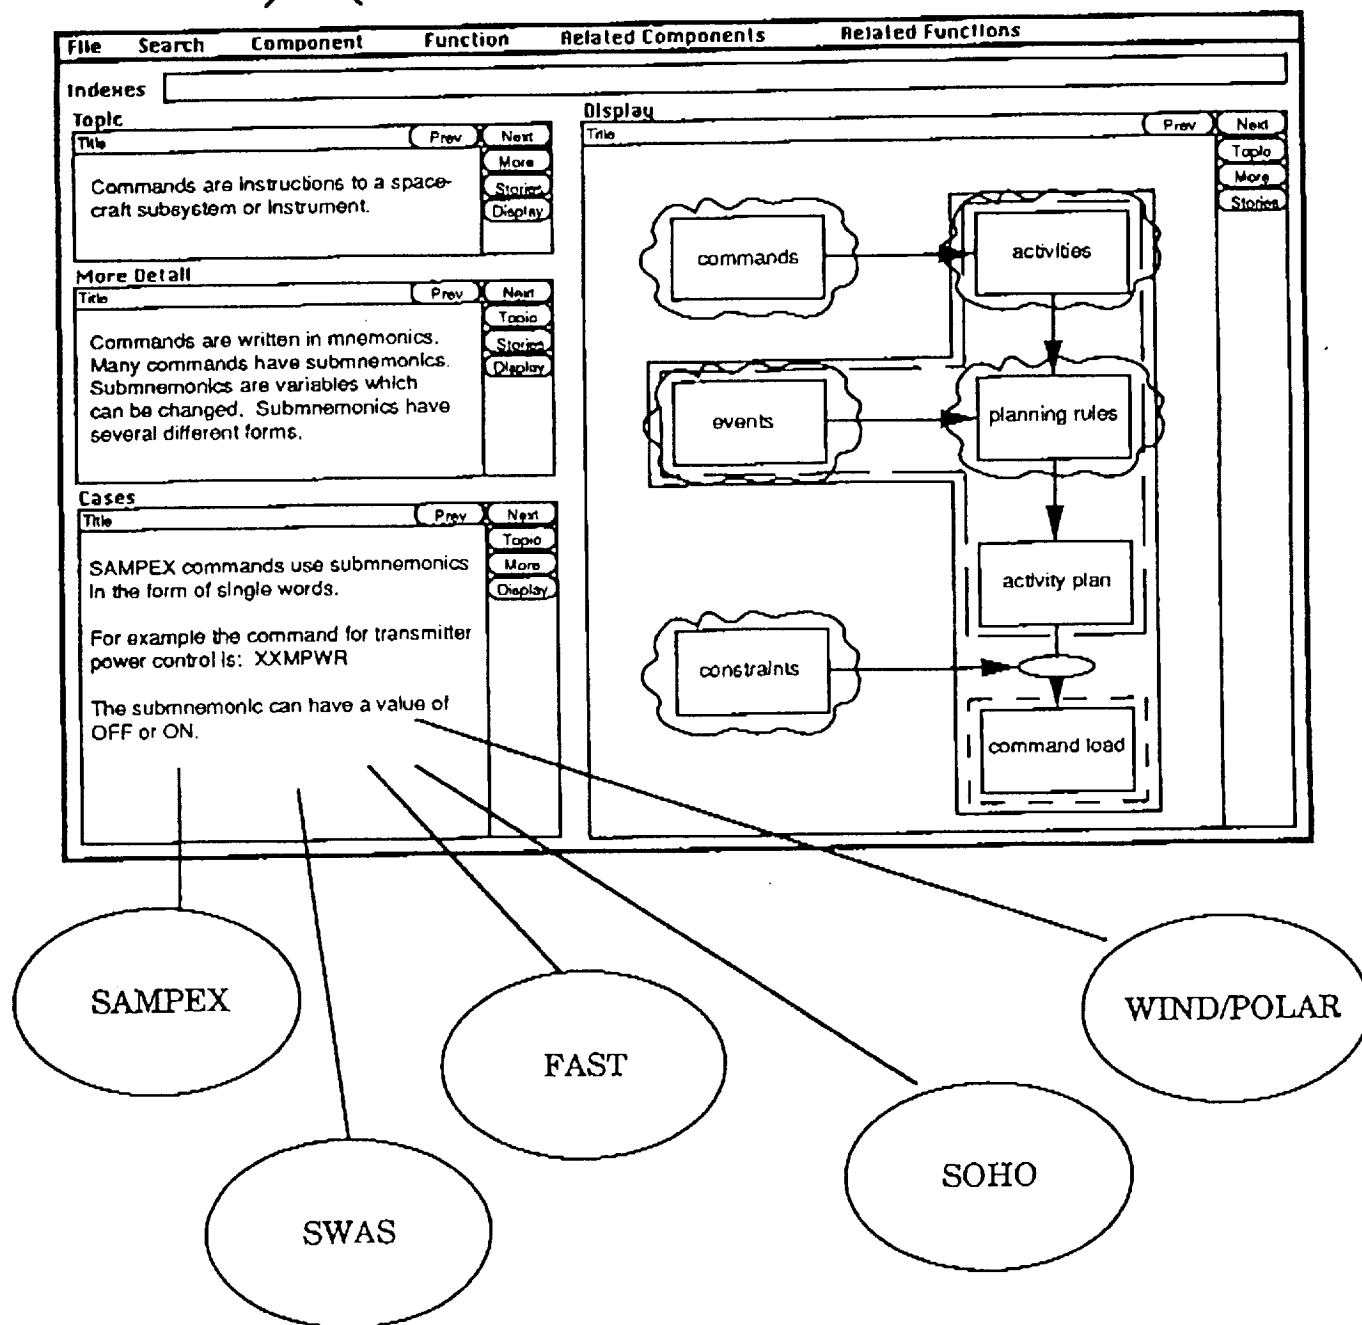 File Search Component Function Related Components Related Functions
Indexes
Topic
Title Prev Next
More
Stories
Display
Commands are instructions to a space-
craft subsystem or instrument.
More Detail
Title Prev Next
Topic
Stories
Display
Commands are written in mnemonics.
Many commands have submnemonics.
Submnemonics are variables which
can be changed. Submnemonics have
several different forms.
Cases
Title Prev Next
Topic
More
Display
SAMPEX commands use submnemonics
in the form of single words.
For example the command for transmitter
power control is: XXMPWR
The submnemonic can have a value of
OFF or ON.
Display
Title Prev Next
Topic
More
Stories
commands
activities
events
planning rules
activity plan
constraints
command load
SAMPEX
WIND/POLAR
FAST
SOHO
SWAS